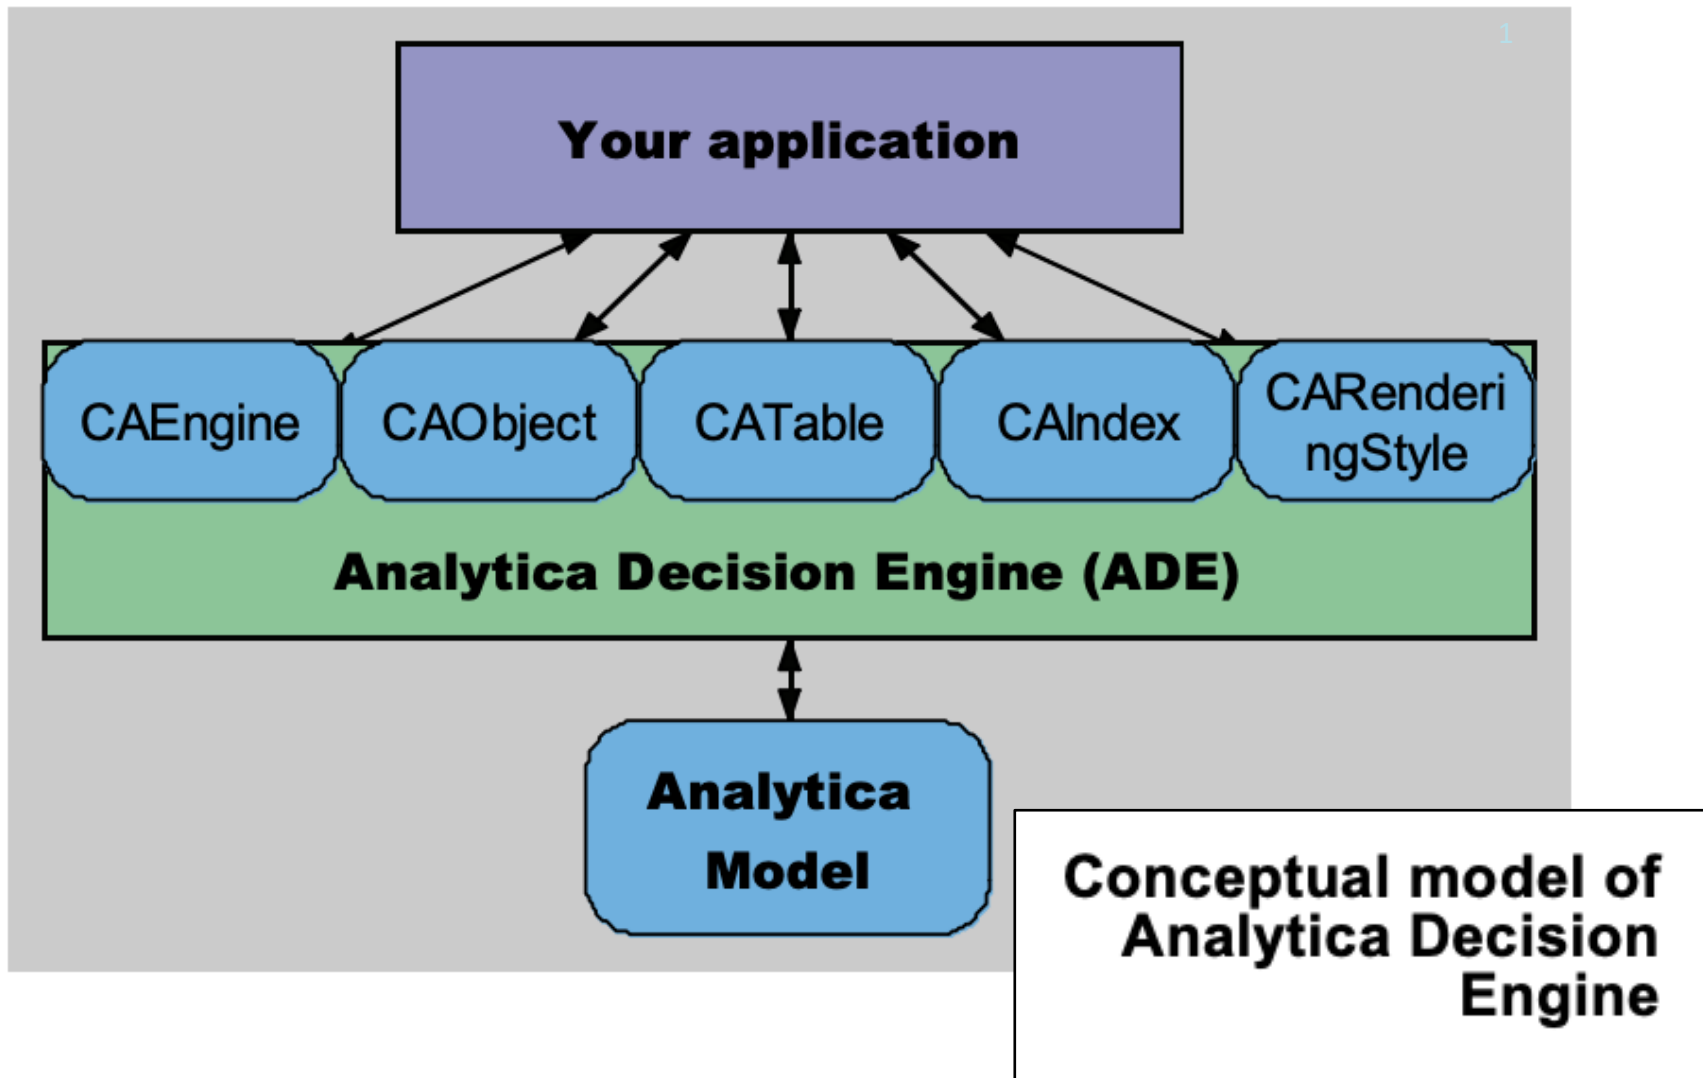 1
Your application
CAEngine
CAObject
CATable
CAIndex
CARenderi
ngStyle
Analytica Decision Engine (ADE)
Analytica
Model
Conceptual model of
Analytica Decision
Engine